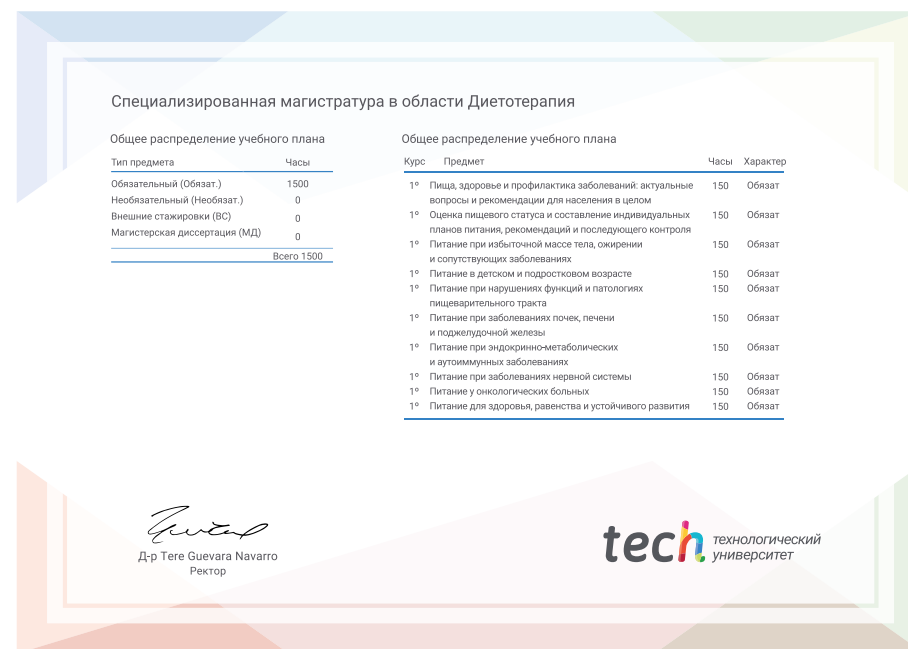 Специализированная магистратура в области Диетотерапия
Общее распределение учебного плана
Тип предмета Часы
Обязательный (Обязат.) 1500
Необязательный (Необязат.) 0
Внешние стажировки (ВС) 0
Магистерская диссертация (МД) 0
Всего 1500
Общее распределение учебного плана
Курс Предмет Часы Характер
1º Пища, здоровье и профилактика заболеваний: актуальные 150 Обязат
вопросы и рекомендации для населения в целом
1º Оценка пищевого статуса и составление индивидуальных 150 Обязат
планов питания, рекомендаций и последующего контроля
1º Питание при избыточной массе тела, ожирении 150 Обязат
и сопутствующих заболеваниях
1º Питание в детском и подростковом возрасте 150 Обязат
1º Питание при нарушениях функций и патологиях 150 Обязат
пищеварительного тракта
1º Питание при заболеваниях почек, печени 150 Обязат
и поджелудочной железы
1º Питание при эндокринно-метаболических 150 Обязат
и аутоиммунных заболеваниях
1º Питание при заболеваниях нервной системы 150 Обязат
1º Питание у онкологических больных 150 Обязат
1º Питание для здоровья, равенства и устойчивого развития 150 Обязат
Д-р Tere Guevara Navarro
Ректор
tech технологический
университет